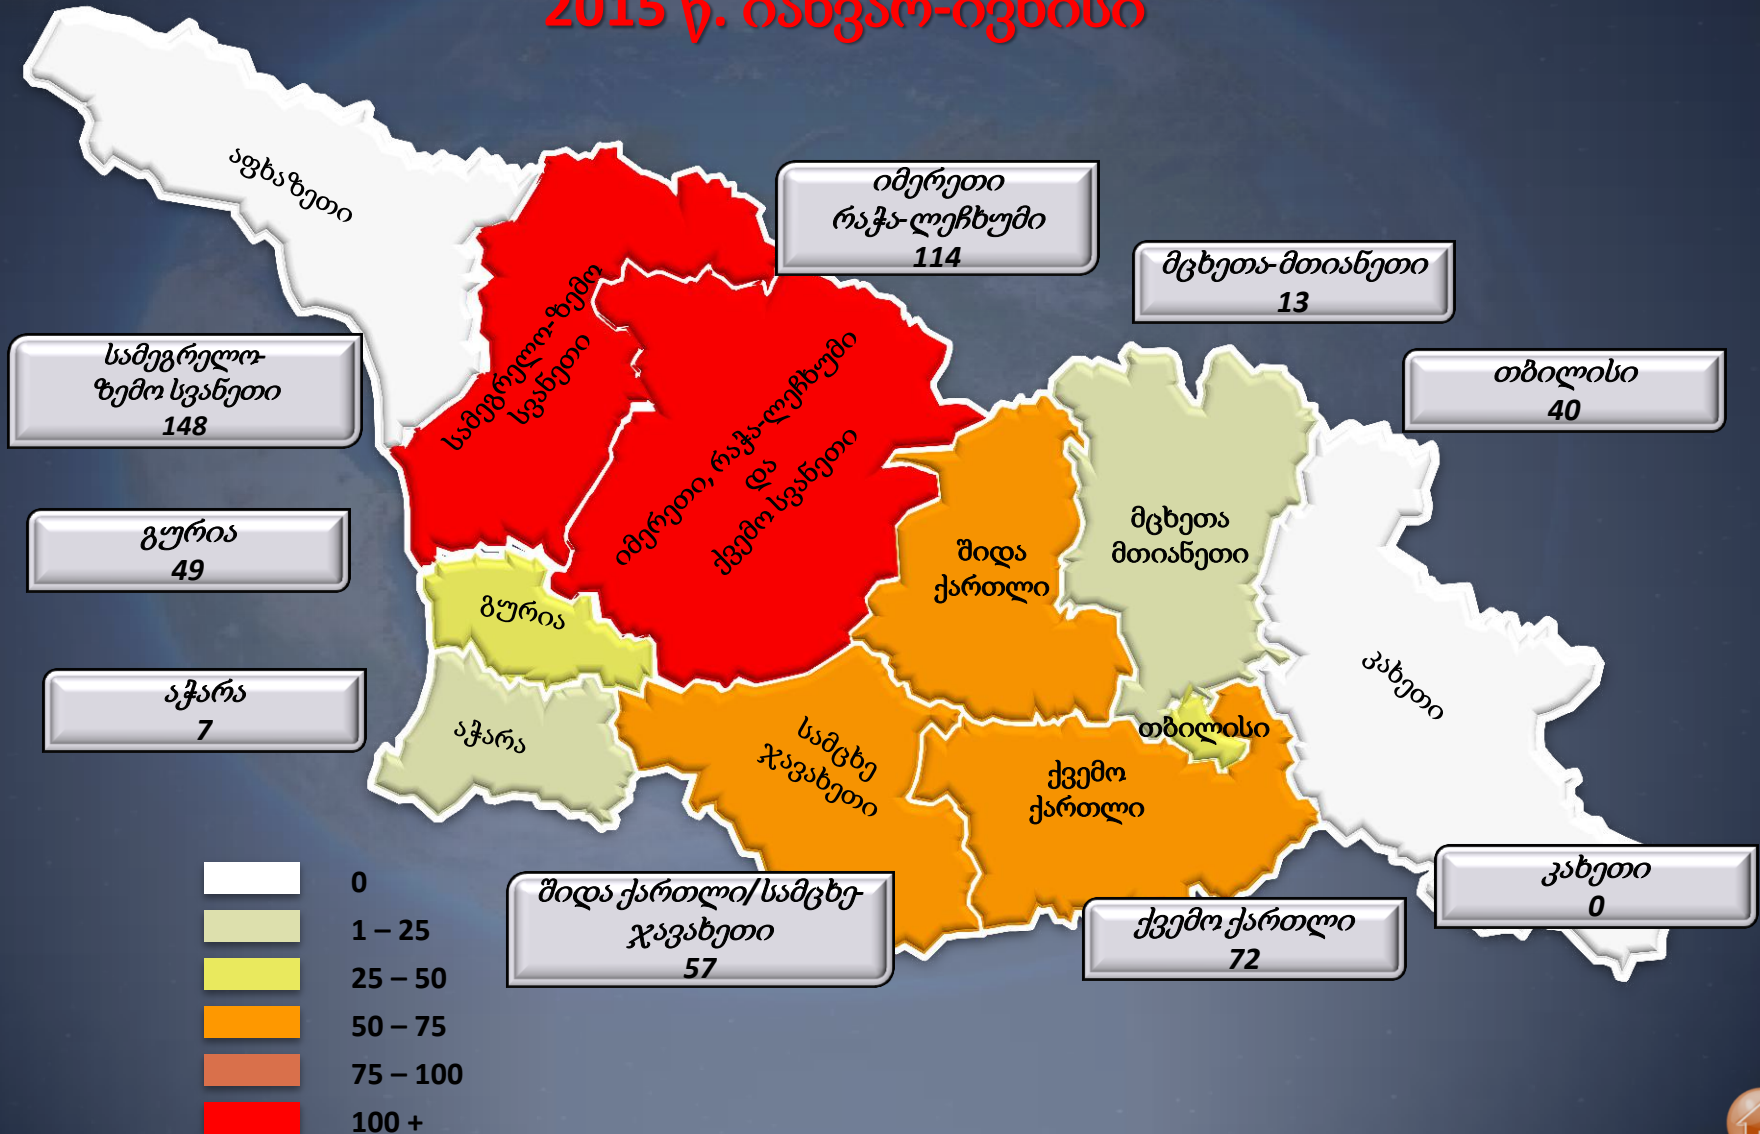 2015 წ. იანვარ-ივნისი
აფხაზეთი
იმერეთი
რაჭა-ლეჩხუმი
114
მცხეთა-მთიანეთი
13
სამეგრელო-
ზემო სვანეთი
148
თბილისი
40
სამეგრელო-ზემო
სვანეთი
იმერეთი, რაჭა-ლეჩხუმი
და
ქვემო სვანეთი
მცხეთა
მთიანეთი
შიდა
ქართლი
გურია
49
გურია
კახეთი
აჭარა
7
აჭარა
სამცხე
ჯავახეთი
თბილისი
ქვემო
ქართლი
კახეთი
0
შიდა ქართლი/სამცხე-
ჯავახეთი
57
ქვემო ქართლი
72
0
1 – 25
25 – 50
50 – 75
75 – 100
100 +